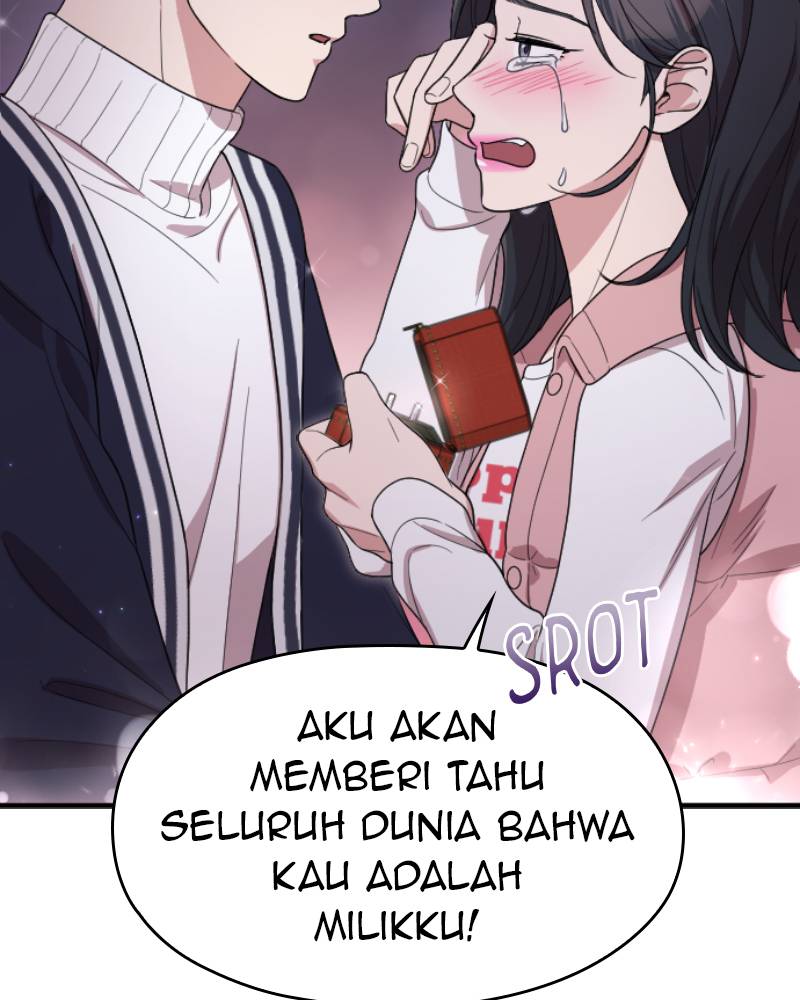 SROT
AKU AKAN
MEMBERI TAHU
SELURUH DUNIA BAHWA
KAU ADALAH
MILIKKU!